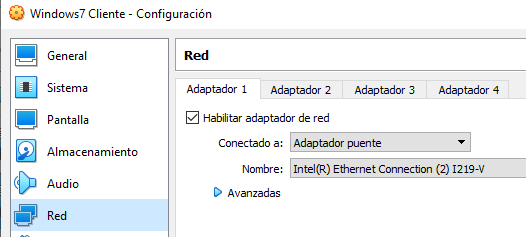 Windows7 Cliente - Configuración
General
Sistema
Pantalla
Almacenamiento
Audio
Red
Red
Adaptador 1 Adaptador 2 Adaptador 3 Adaptador 4
Habilitar adaptador de red
Conectado a: Adaptador puente
Nombre: Intel(R) Ethernet Connection (2) I219-V
Avanzadas